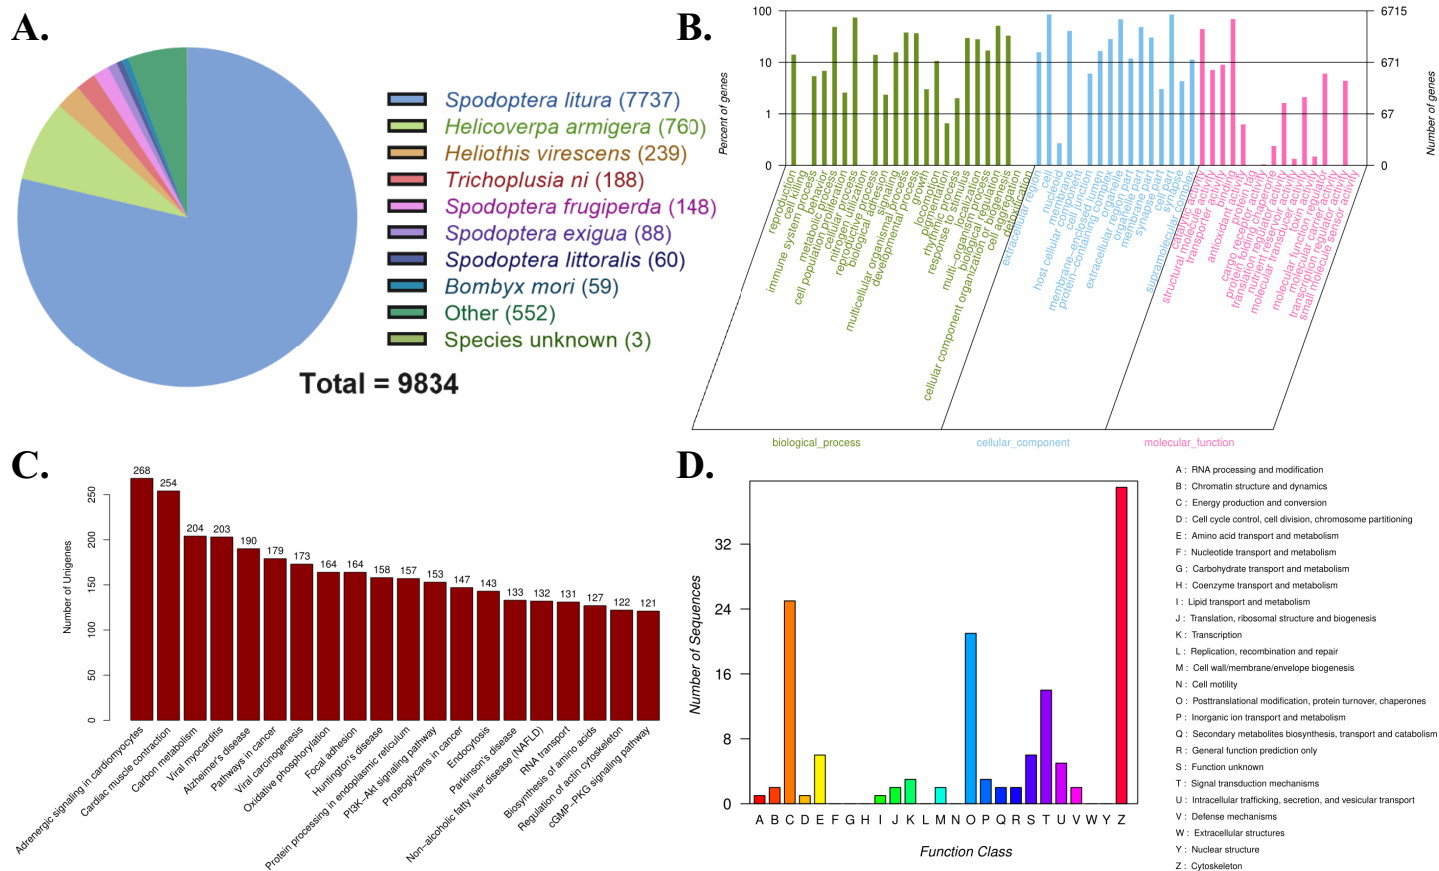 A.
Spodoptera litura (7737)
Helicoverpa armigera (760)
Heliothis virescens (239)
Trichoplusia ni (188)
Spodoptera frugiperda (148)
Spodoptera exigua (88)
Spodoptera littoralis (60)
Bombyx mori (59)
Other (552)
Species unknown (3)
Total = 9834
B.
Percent of genes
100
10
1
0
6715
671
67
0
Number of genes
reproduction
cell killing
immune system process
behavior
metabolic process
cell population proliferation
cellular process
nitrogen utilization
reproductive process
biological adhesion
signaling
multicellular organismal process
developmental process
growth
locomotion
pigmentation
rhythmic process
response to stimulus
localization
multi-organism process
biological regulation
cellular component organization or biogenesis
cell aggregation
detoxification
extracellular region
cell
nucleoid
membrane
host cellular component
cell junction
membrane-enclosed lumen
protein-containing complex
organelle
extracellular region part
organelle part
membrane part
synapse part
cell part
synapse
supramolecular complex
catalytic activity
structural molecule activity
transporter activity
binding
antioxidant activity
protein tag
cargo receptor activity
protein folding chaperone
translation regulator activity
nutrient reservoir activity
molecular transducer activity
toxin activity
molecular function regulator
molecular carrier activity
transcription regulator activity
small molecule sensor activity
biological_process
cellular_component
molecular_function
C.
Number of Unigenes
250
200
150
100
50
0
268
254
204
203
190
179
173
164
164
158
157
153
147
143
133
132
131
127
122
121
Adrenergic signaling in cardiomyocytes
Cardiac muscle contraction
Carbon metabolism
Viral myocarditis
Alzheimer's disease
Pathways in cancer
Viral carcinogenesis
Oxidative phosphorylation
Focal adhesion
Huntington's disease
Protein processing in endoplasmic reticulum
PI3K-Akt signaling pathway
Proteoglycans in cancer
Endocytosis
Parkinson's disease
Non-alcoholic fatty liver disease (NAFLD)
RNA transport
Biosynthesis of amino acids
Regulation of actin cytoskeleton
cGMP-PKG signaling pathway
D.
Number of Sequences
32
24
16
8
0
A B C D E F G H I J K L M N O P Q R S T U V W Y Z
Function Class
A : RNA processing and modification
B : Chromatin structure and dynamics
C : Energy production and conversion
D : Cell cycle control, cell division, chromosome partitioning
E : Amino acid transport and metabolism
F : Nucleotide transport and metabolism
G : Carbohydrate transport and metabolism
H : Coenzyme transport and metabolism
I : Lipid transport and metabolism
J : Translation, ribosomal structure and biogenesis
K : Transcription
L : Replication, recombination and repair
M : Cell wall/membrane/envelope biogenesis
N : Cell motility
O : Posttranslational modification, protein turnover, chaperones
P : Inorganic ion transport and metabolism
Q : Secondary metabolites biosynthesis, transport and catabolism
R : General function prediction only
S : Function unknown
T : Signal transduction mechanisms
U : Intracellular trafficking, secretion, and vesicular transport
V : Defense mechanisms
W : Extracellular structures
Y : Nuclear structure
Z : Cytoskeleton